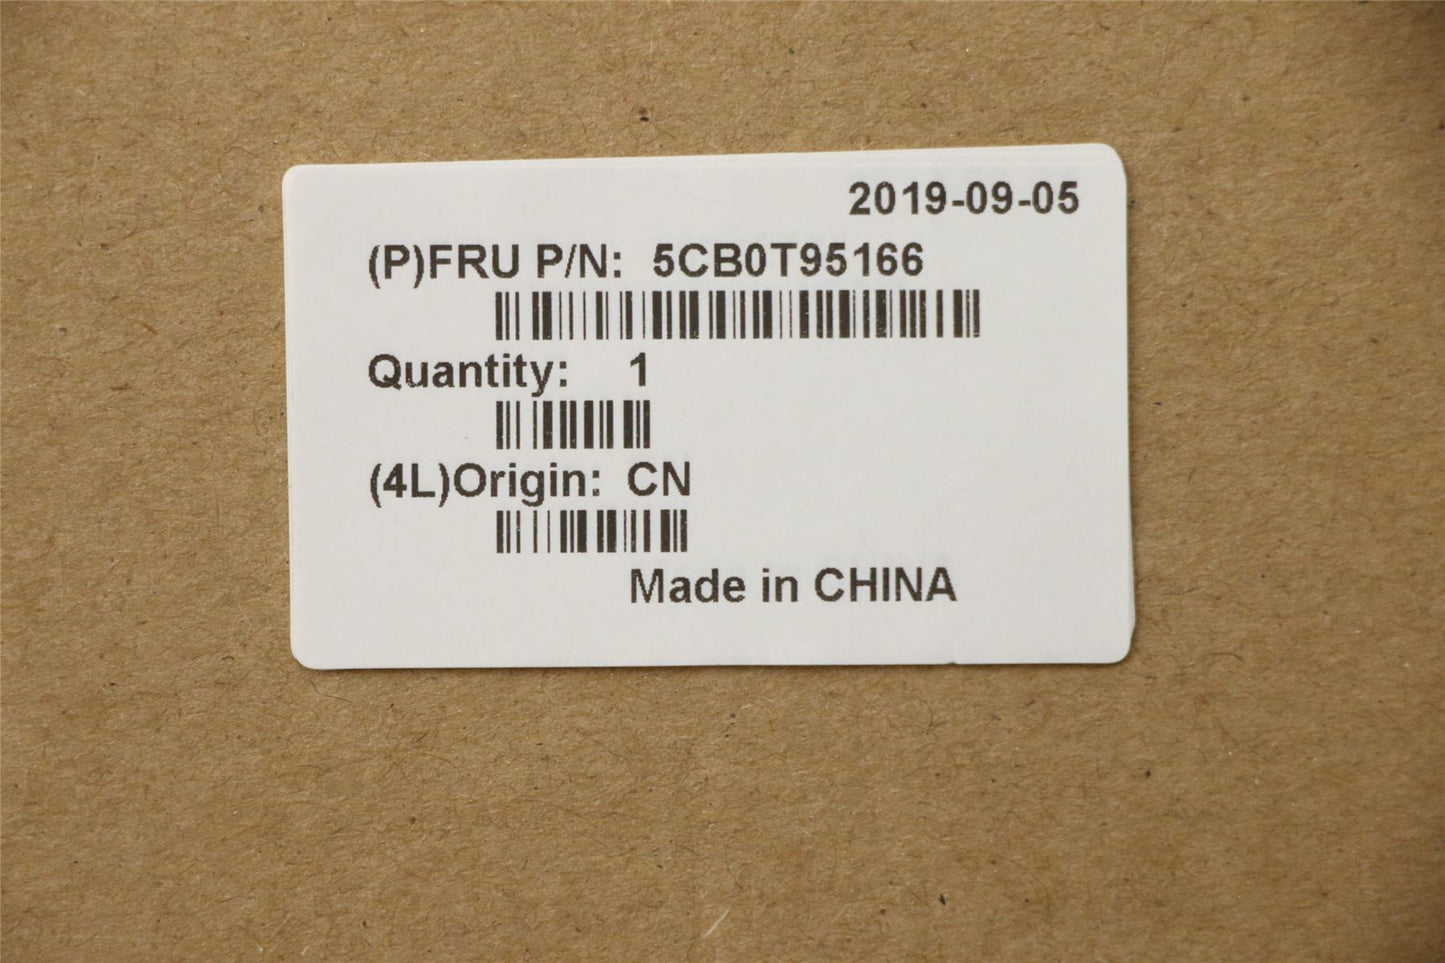 2019-09-05
(P)FRU P/N: 5CB0T95166
Quantity: 1
(4L)Origin: CN
Made in CHINA